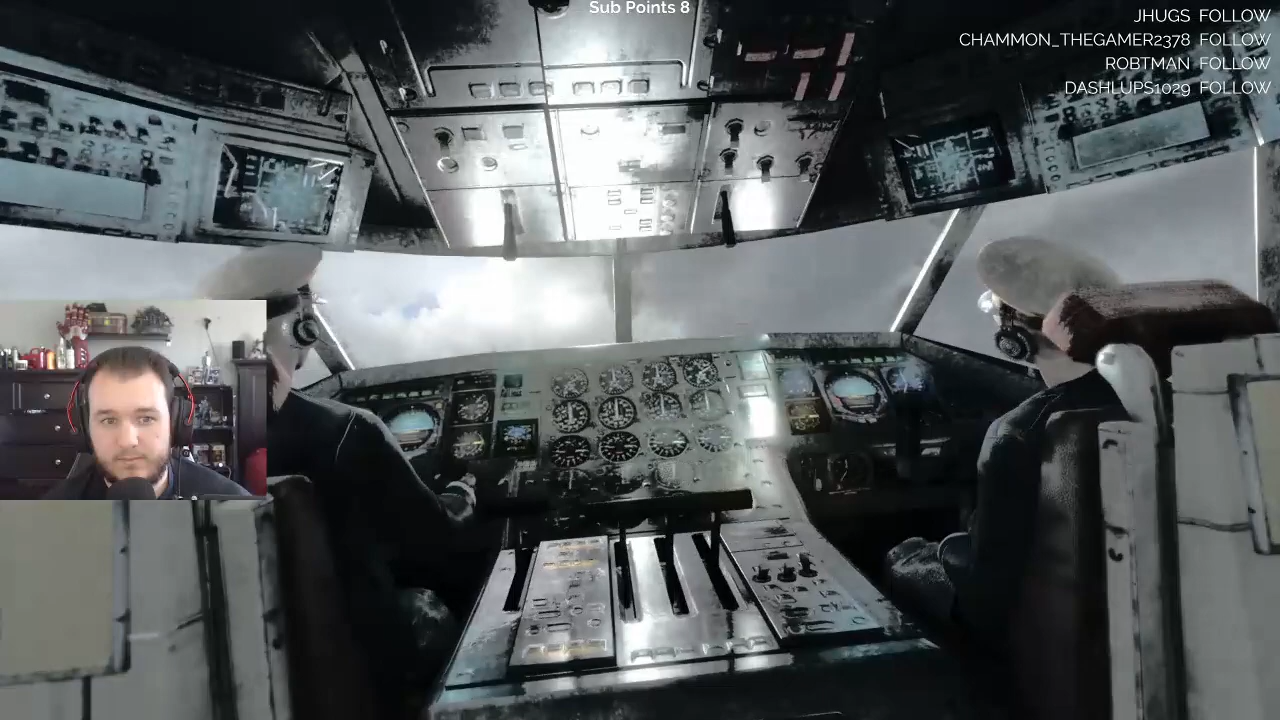 Sub Points 8
JHUGS FOLLOW
CHAMMON_THEGAMER2378 FOLLOW
ROBTMAN FOLLOW
DASHLUPS1029 FOLLOW